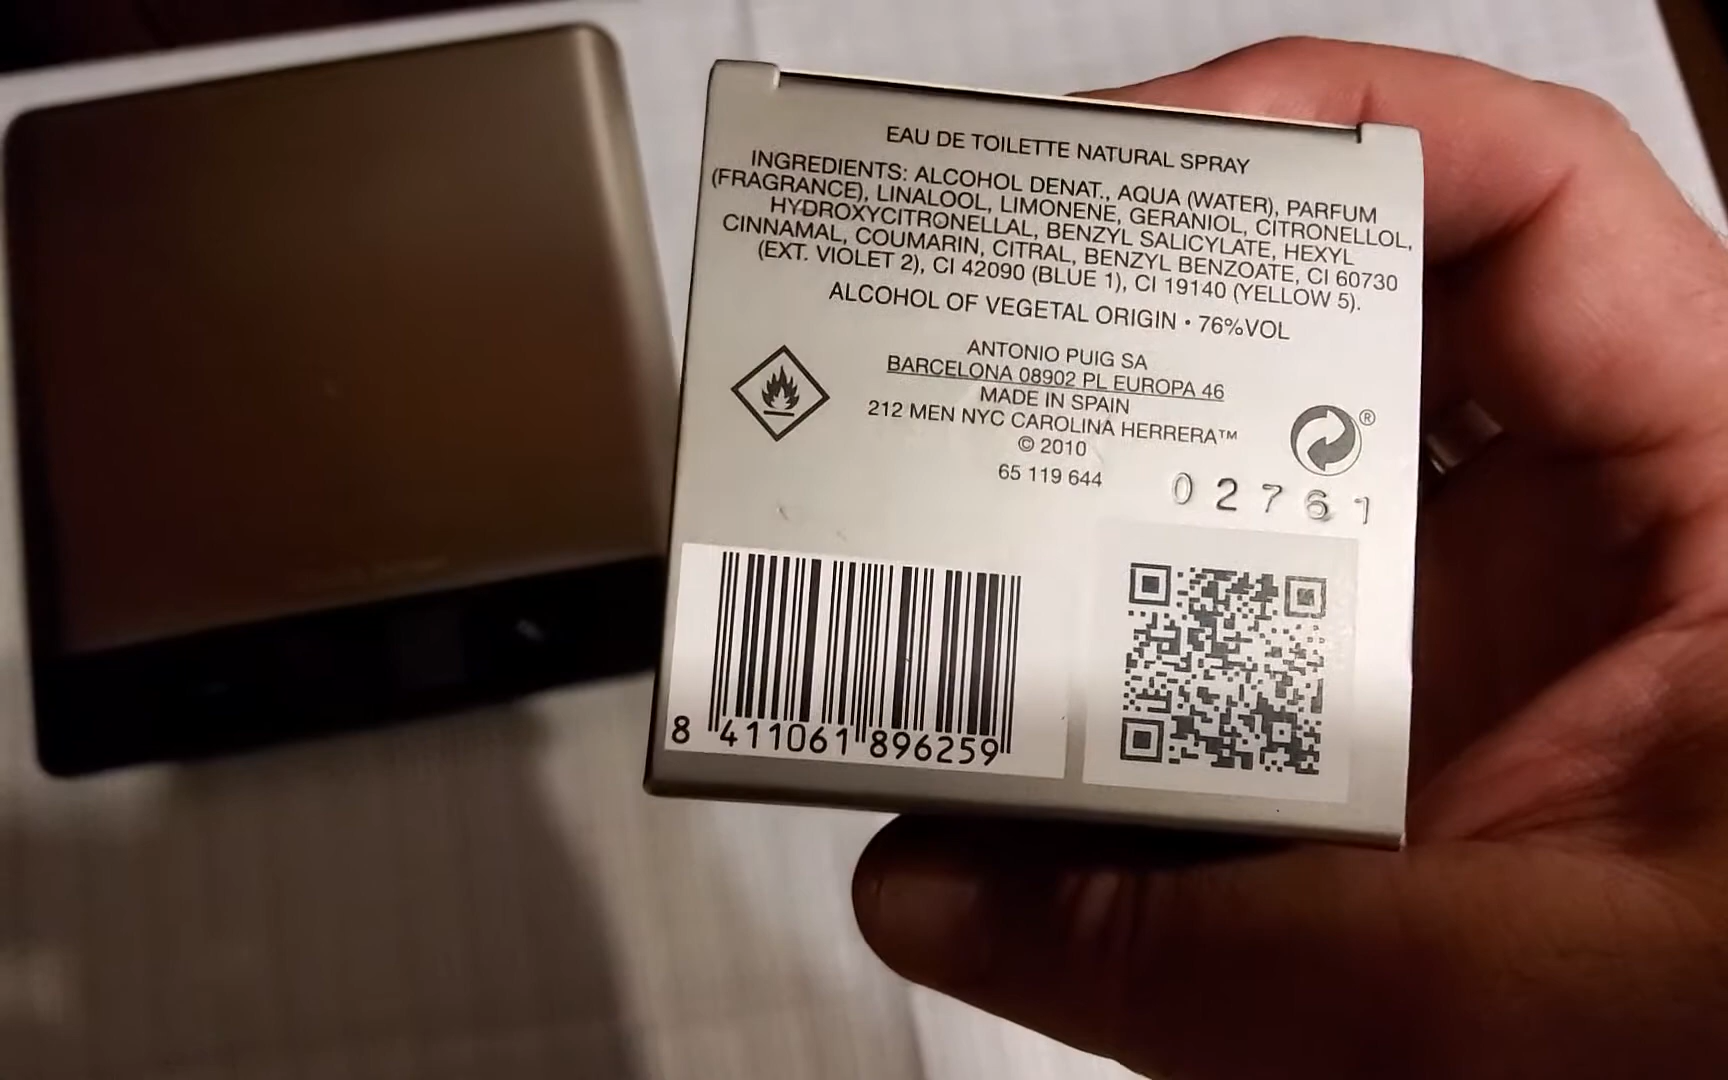 EAU DE TOILETTE NATURAL SPRAY
INGREDIENTS: ALCOHOL DENAT., AQUA (WATER), PARFUM
(FRAGRANCE), LINALOOL, LIMONENE, GERANIOL, CITRONELLOL,
HYDROXYCITRONELLAL, BENZYL SALICYLATE, HEXYL
CINNAMAL, COUMARIN, CITRAL, BENZYL BENZOATE, CI 60730
(EXT. VIOLET 2), CI 42090 (BLUE 1), CI 19140 (YELLOW 5).
ALCOHOL OF VEGETAL ORIGIN • 76%VOL
ANTONIO PUIG SA
BARCELONA 08902 PL EUROPA 46
MADE IN SPAIN
212 MEN NYC CAROLINA HERRERA™
© 2010
65 119 644
®
02761
8 411061 896259